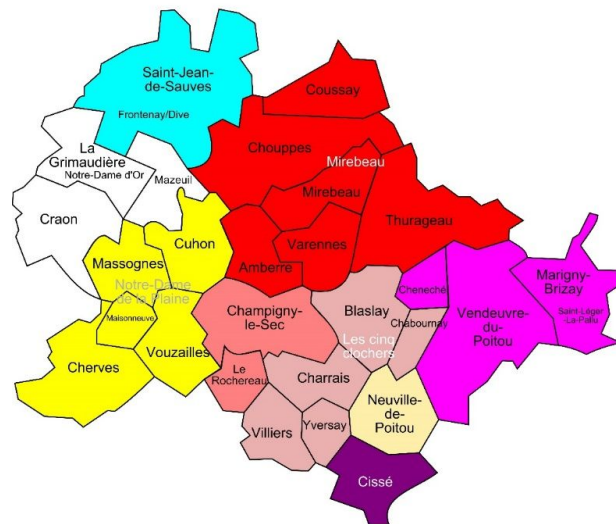 Saint-Jean-
de-Sauves
Frontenay/Dive
Coussay
La
Grimaudière
Notre-Dame d'Or
Mazeuil
Chouppes
Mirebeau
Mirebeau
Craon
Cuhon
Varennes
Thurageau
Massognes
Amberre
Notre-Dame
de la Plaine
Maisonneuve
Cherves
Vouzailles
Champigny-
le-Sec
Blaslay
Cheneché
Chabournay
Les cinq
clochers
Vendeuvre-
du-
Poitou
Marigny-
Brizay
Saint-Léger
-La-Pallu
Le
Rochereau
Charrais
Neuville-
de-
Poitou
Villiers
Yversay
Cissé